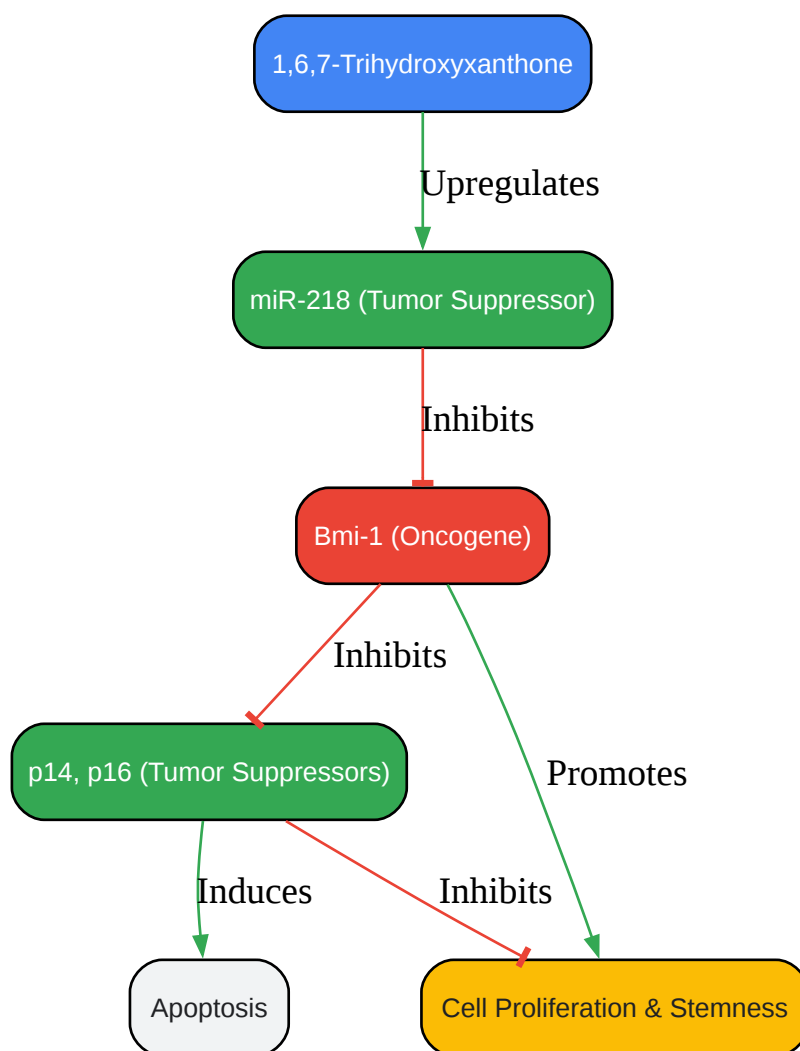 1,6,7-Trihydroxyxanthone
Upregulates
miR-218 (Tumor Suppressor)
Inhibits
Bmi-1 (Oncogene)
Inhibits
p14, p16 (Tumor Suppressors)
Promotes
Induces
Inhibits
Apoptosis
Cell Proliferation & Stemness